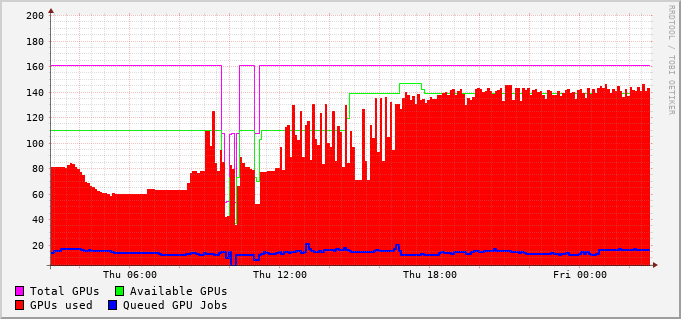 200
180
160
140
120
100
80
60
40
20
Thu 06:00 Thu 12:00 Thu 18:00 Fri 00:00
Total GPUs Available GPUs
GPUs used Queued GPU Jobs
RRDTOOL / TOBI OETIKER